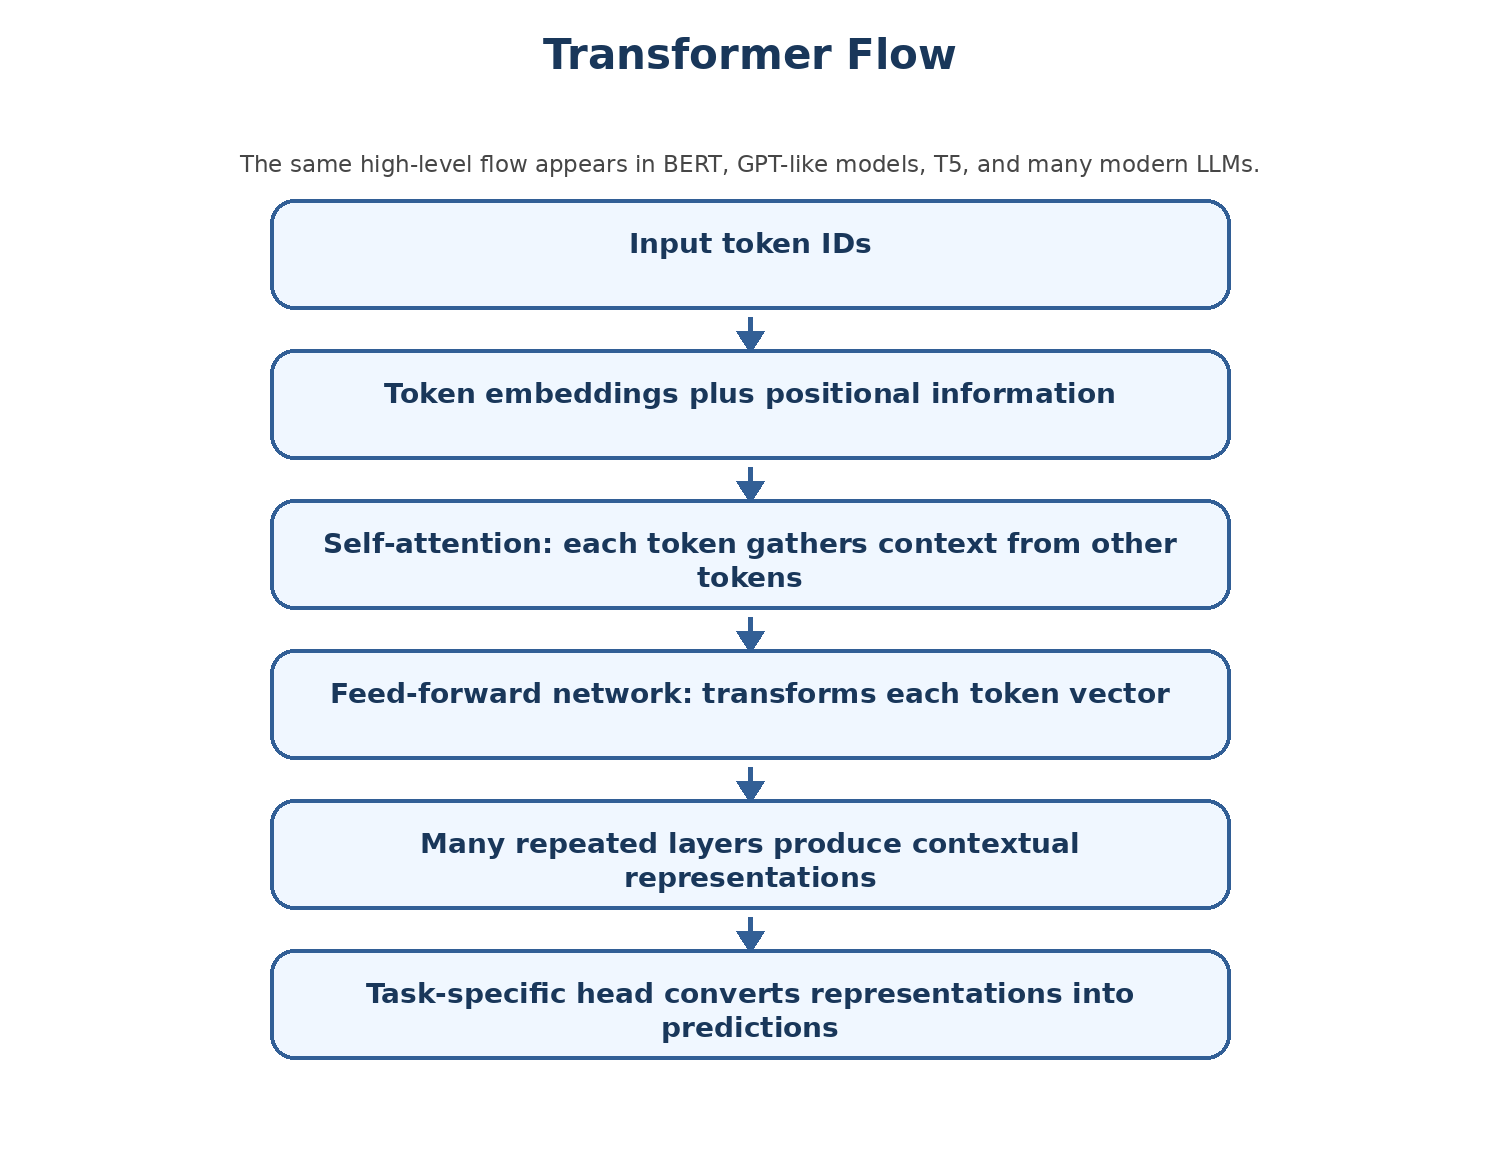 Transformer Flow
The same high-level flow appears in BERT, GPT-like models, T5, and many modern LLMs.
Input token IDs
Token embeddings plus positional information
Self-attention: each token gathers context from other
tokens
Feed-forward network: transforms each token vector
Many repeated layers produce contextual
representations
Task-specific head converts representations into
predictions